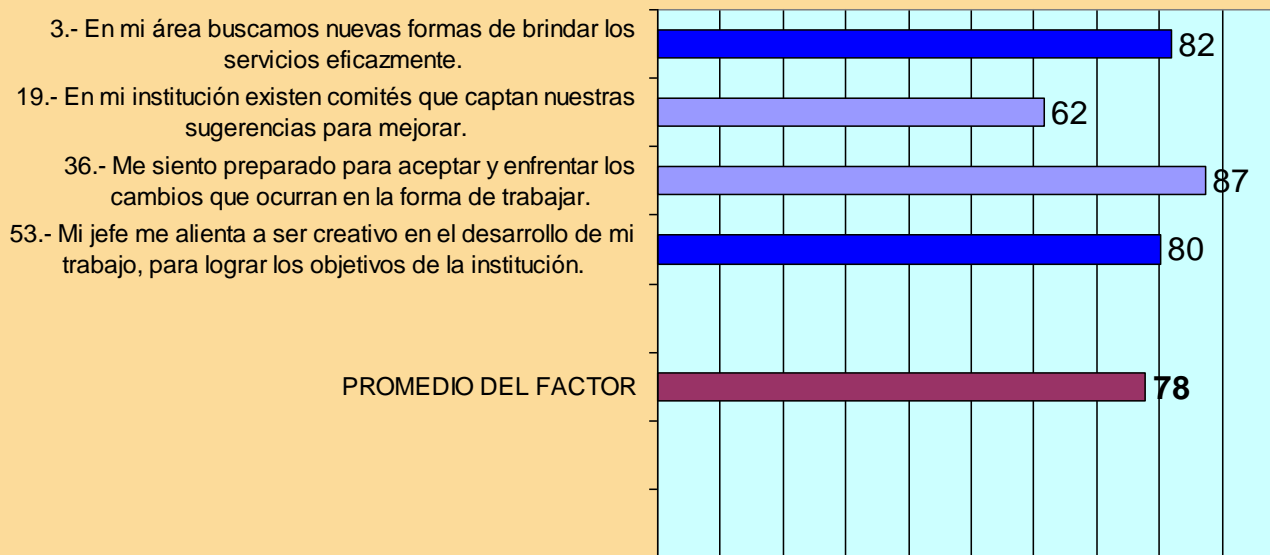 3.- En mi área buscamos nuevas formas de brindar los
servicios eficazmente.
82
19.- En mi institución existen comités que captan nuestras
sugerencias para mejorar.
62
36.- Me siento preparado para aceptar y enfrentar los
cambios que ocurran en la forma de trabajar.
87
53.- Mi jefe me alienta a ser creativo en el desarrollo de mi
trabajo, para lograr los objetivos de la institución.
80
PROMEDIO DEL FACTOR
78